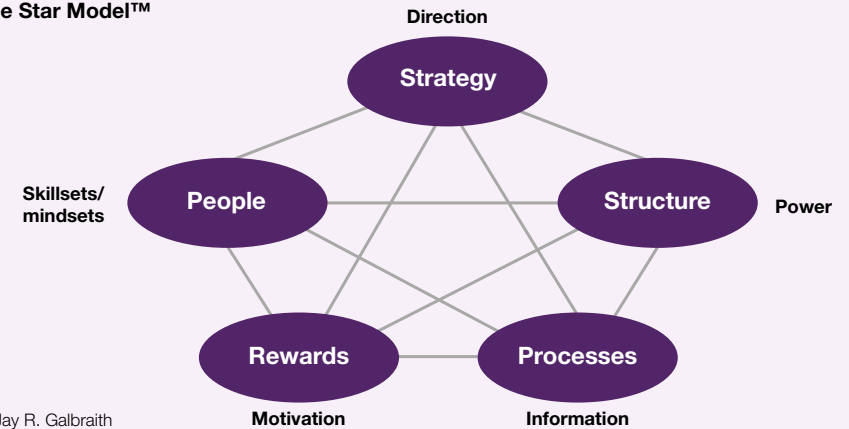 e Star Model™
Direction
Strategy
Skillsets/
mindsets
People
Structure
Power
Rewards
Processes
Jay R. Galbraith
Motivation
Information